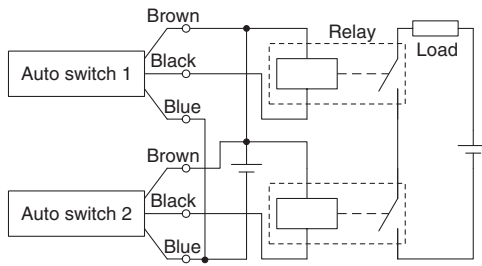 Brown
Relay
Load
Auto switch 1
Black
Blue
Brown
Auto switch 2
Black
Blue